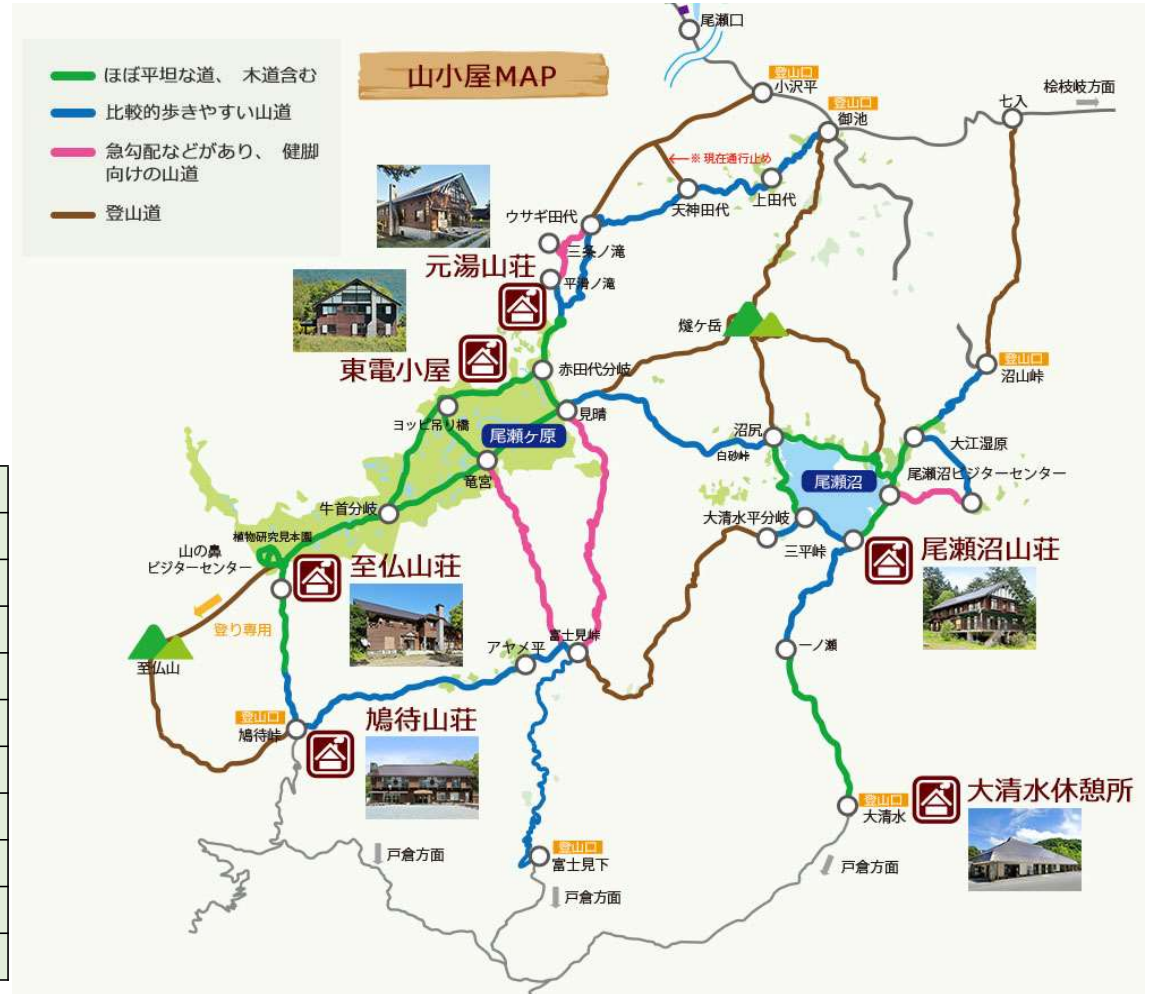 ほぼ平坦な道、 木道含む
比較的歩きやすい山道
急勾配などがあり、 健脚
向けの山道
登山道
山小屋MAP
尾瀬口
登山口
小沢平
登山口
御池
七入
桧枝岐方面
←※ 現在通行止め
上田代
天神田代
ウサギ田代
三条ノ滝
元湯山荘
平滑ノ滝
燧ケ岳
東電小屋
赤田代分岐
登山口
沼山峠
ヨッピ吊り橋
見晴
尾瀬ヶ原
沼尻
白砂峠
大江湿原
竜宮
尾瀬沼
尾瀬沼ビジターセンター
牛首分岐
大清水平分岐
植物研究見本園
山の鼻
ビジターセンター
三平峠
至仏山荘
尾瀬沼山荘
登り専用
至仏山
アヤメ平
富士見峠
一ノ瀬
登山口
鳩待峠
鳩待山荘
登山口
大清水
大清水休憩所
戸倉方面
登山口
富士見下
戸倉方面
戸倉方面